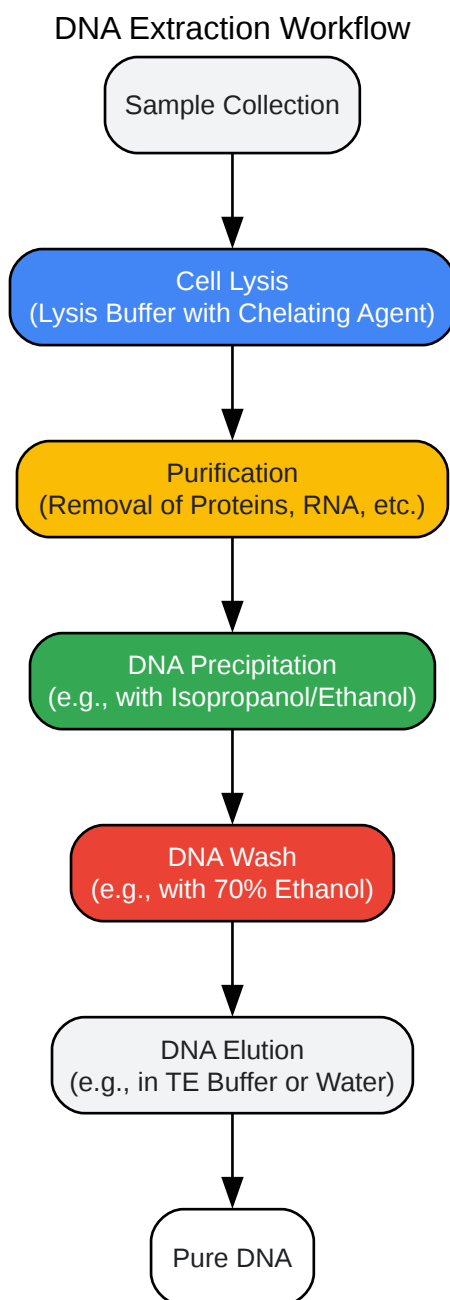 DNA Extraction Workflow
Sample Collection
Cell Lysis
(Lysis Buffer with Chelating Agent)
Purification
(Removal of Proteins, RNA, etc.)
DNA Precipitation
(e.g., with Isopropanol/Ethanol)
DNA Wash
(e.g., with 70% Ethanol)
DNA Elution
(e.g., in TE Buffer or Water)
Pure DNA